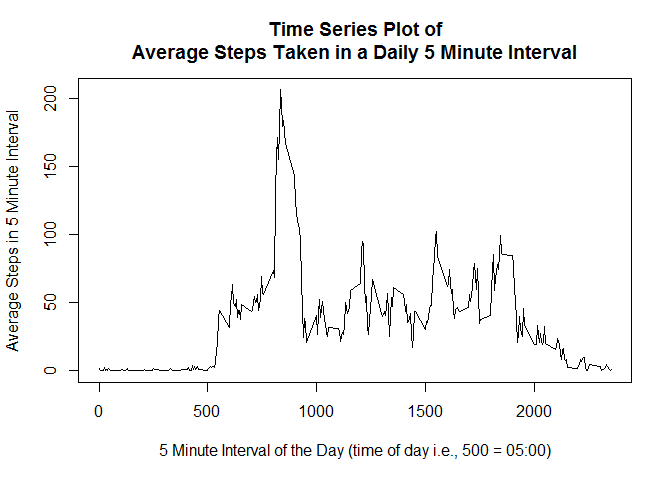 Time Series Plot of
Average Steps Taken in a Daily 5 Minute Interval
Average Steps in 5 Minute Interval
200
150
100
50
0
0 500 1000 1500 2000
5 Minute Interval of the Day (time of day i.e., 500 = 05:00)